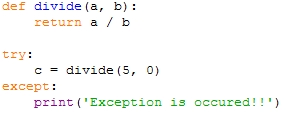 def divide(a, b):
    return a / b
try:
    c = divide(5, 0)
except:
    print('Exception is occured!!')